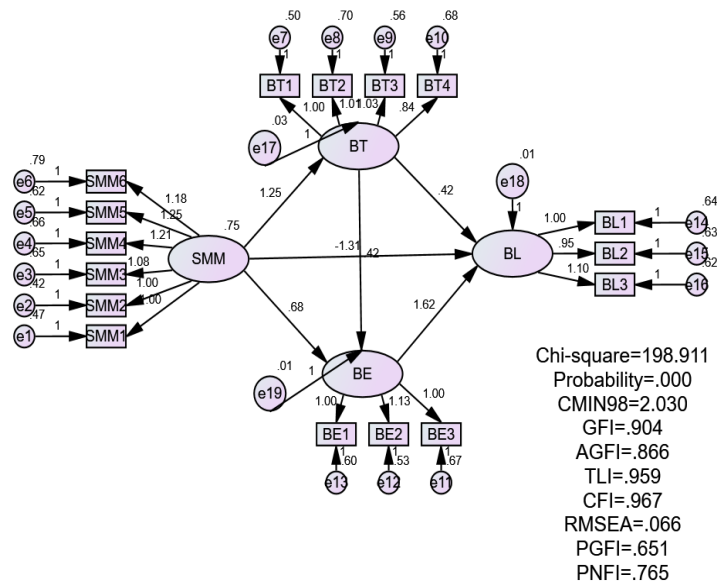 .50 .70 .56 .68
e7 e8 e9 e10
1 1 1 1
BT1 BT2 BT3 BT4
1.00 1.01 1.03 .84
.03
e17 1 BT
.01
e18
1
.79
e6 1 SMM6
.62
e5 1 SMM5
.66
e4 1 SMM4
.65
e3 1 SMM3
.42
e2 1 SMM2
.47
e1 1 SMM1
1.18
1.25
1.21
1.08
1.00
1.00
.75
SMM
1.25
.42
-1.31
.42
.68
1.62
BL
1.00 BL1 1 e14 .64
.95 BL2 1 e15 .63
1.10 BL3 1 e16 .62
.01
e19 1 BE
1.00 1.13 1.00
BE1 BE2 BE3
1 1 1
.60 .53 .67
e13 e12 e11
Chi-square=198.911
Probability=.000
CMIN98=2.030
GFI=.904
AGFI=.866
TLI=.959
CFI=.967
RMSEA=.066
PGFI=.651
PNFI=.765